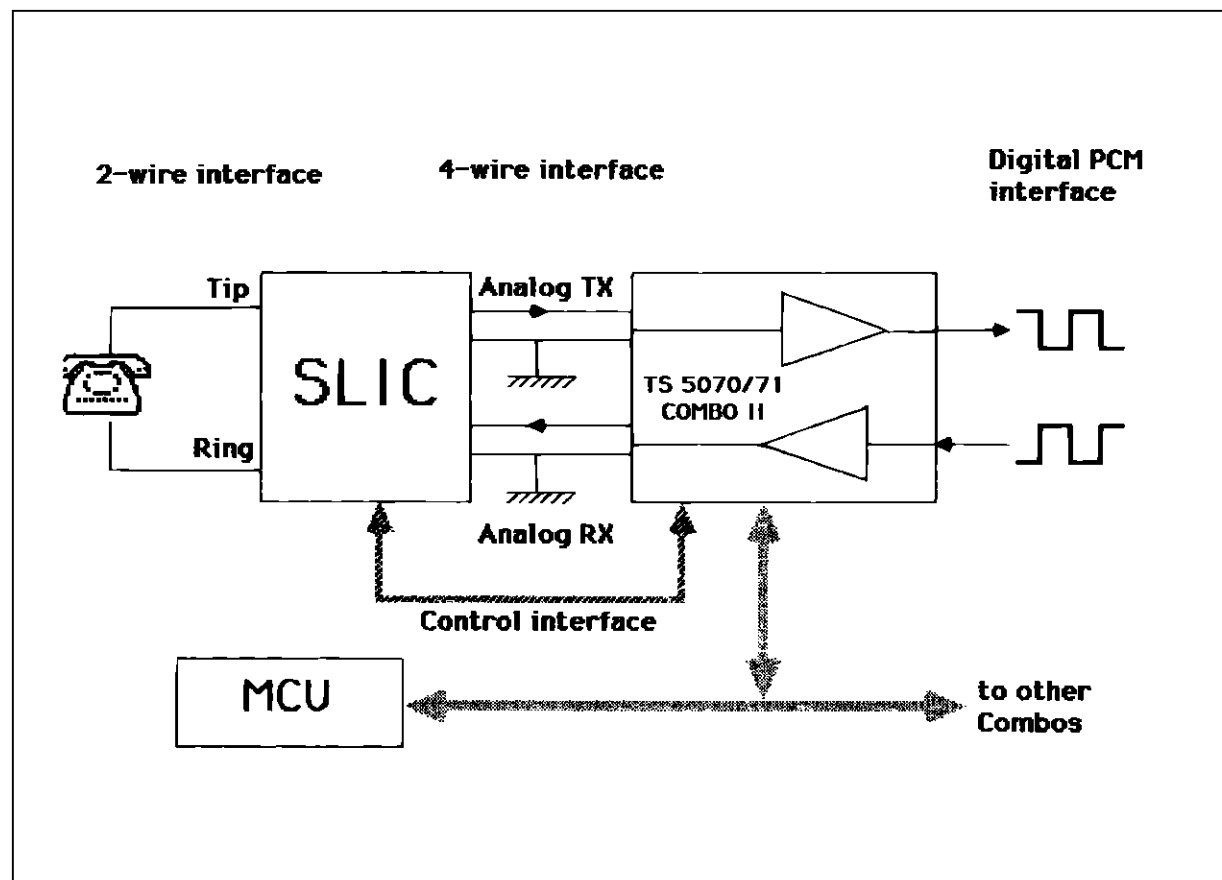 2-wire interface
4-wire interface
Digital PCM
interface
Tip
Analog TX
SLIC
TS 5070/71
COMBO II
Ring
Analog RX
Control interface
MCU
to other
Combos